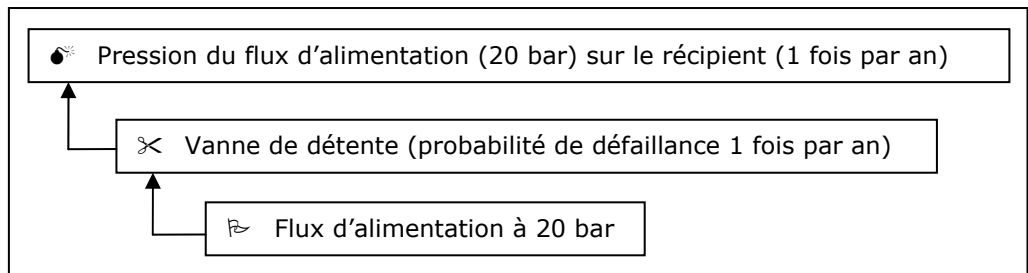 💣 Pression du flux d’alimentation (20 bar) sur le récipient (1 fois par an)
✂ Vanne de détente (probabilité de défaillance 1 fois par an)
Flux d’alimentation à 20 bar